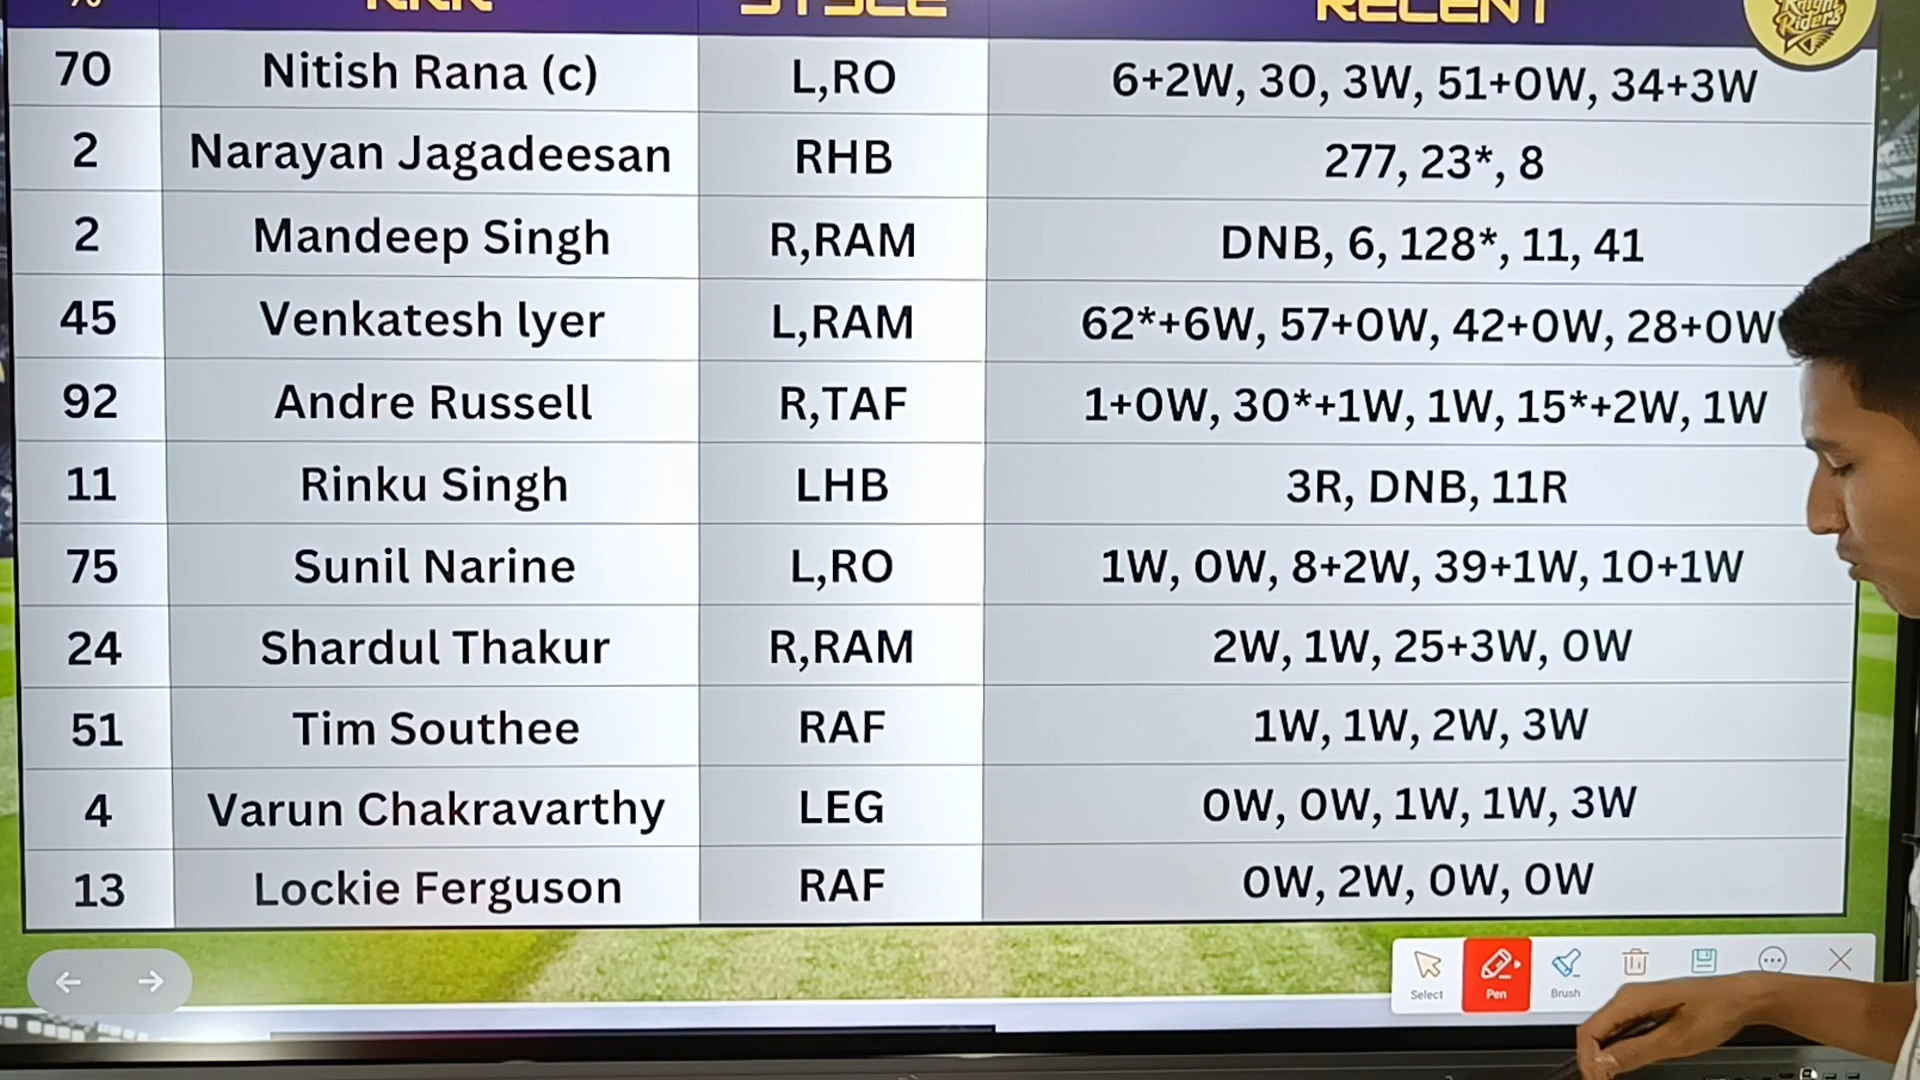 % KKR STYLE RECENT
Knight
Riders
70 Nitish Rana (c) L,RO 6+2W, 30, 3W, 51+0W, 34+3W
2 Narayan Jagadeesan RHB 277, 23*, 8
2 Mandeep Singh R,RAM DNB, 6, 128*, 11, 41
45 Venkatesh lyer L,RAM 62*+6W, 57+0W, 42+0W, 28+0W
92 Andre Russell R,TAF 1+0W, 30*+1W, 1W, 15*+2W, 1W
11 Rinku Singh LHB 3R, DNB, 11R
75 Sunil Narine L,RO 1W, 0W, 8+2W, 39+1W, 10+1W
24 Shardul Thakur R,RAM 2W, 1W, 25+3W, 0W
51 Tim Southee RAF 1W, 1W, 2W, 3W
4 Varun Chakravarthy LEG 0W, 0W, 1W, 1W, 3W
13 Lockie Ferguson RAF 0W, 2W, 0W, 0W
Select Pen Brush